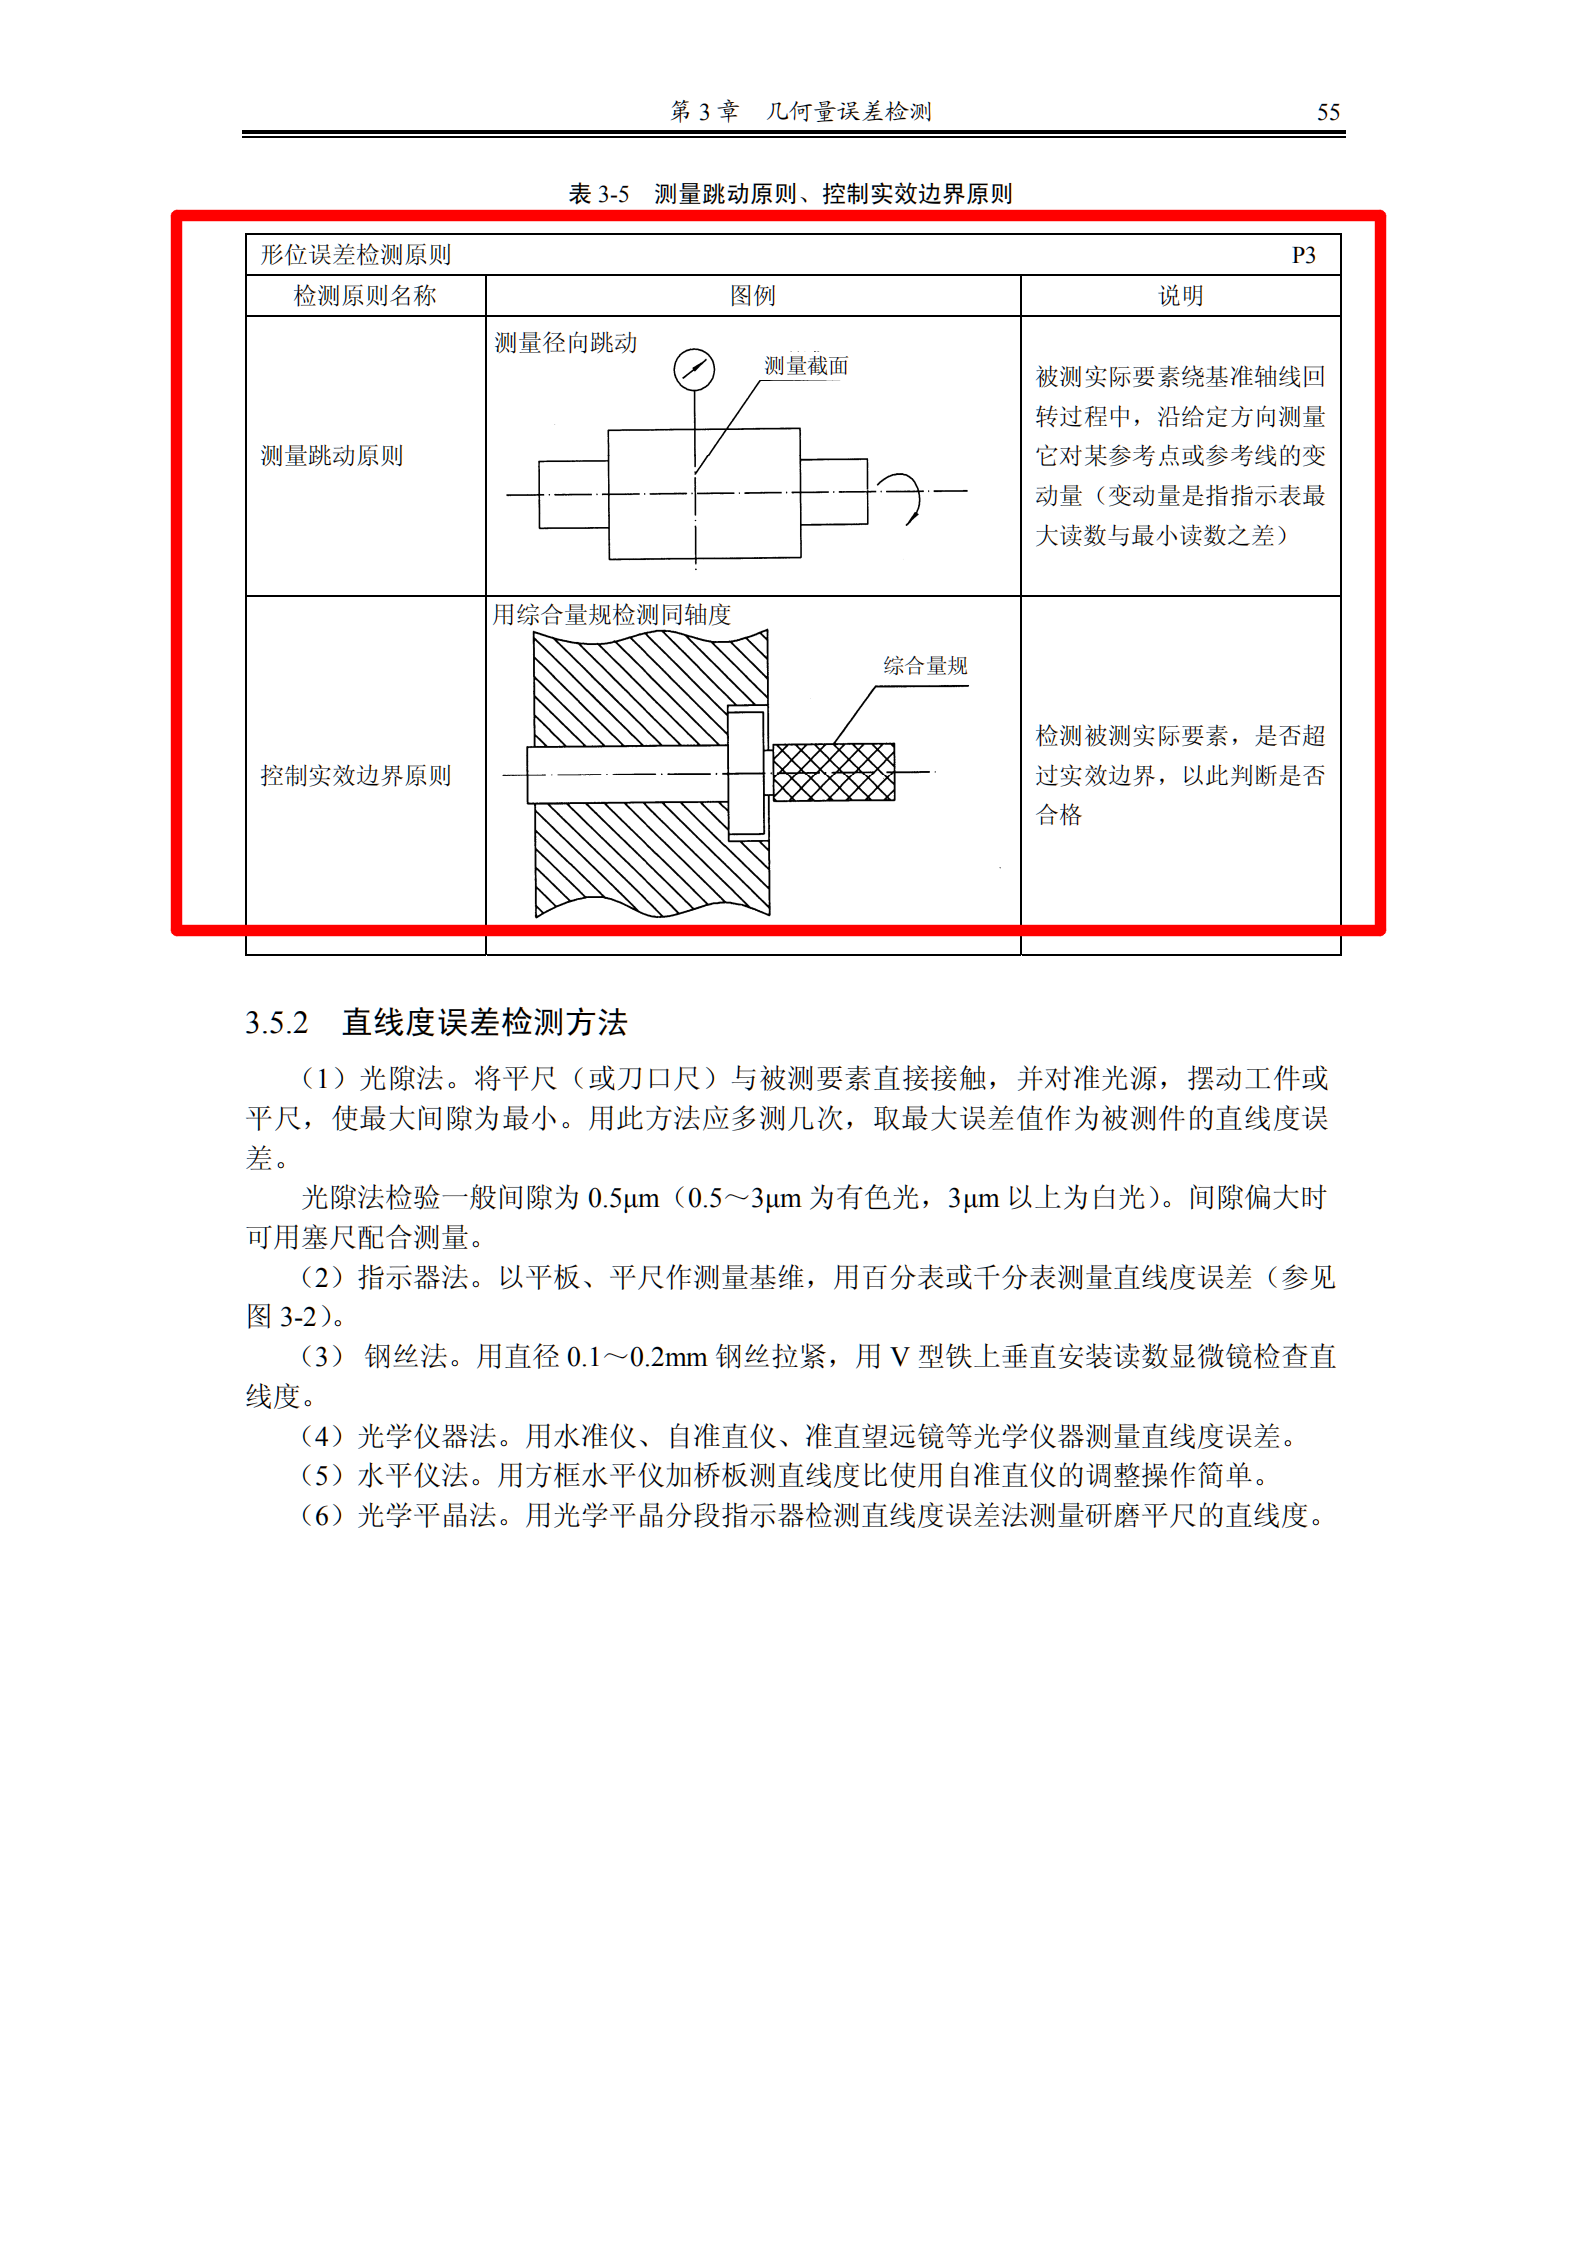 第 3 章 几何量误差检测 55
表 3-5 测量跳动原则、控制实效边界原则
形位误差检测原则 P3
检测原则名称 图例 说明
测量跳动原则
测量径向跳动
测量截面
被测实际要素绕基准轴线回
转过程中，沿给定方向测量
它对某参考点或参考线的变
动量（变动量是指指示表最
大读数与最小读数之差）
控制实效边界原则
用综合量规检测同轴度
综合量规
检测被测实际要素，是否超
过实效边界，以此判断是否
合格
3.5.2 直线度误差检测方法
（1）光隙法。将平尺（或刀口尺）与被测要素直接接触，并对准光源，摆动工件或
平尺，使最大间隙为最小。用此方法应多测几次，取最大误差值作为被测件的直线度误
差。
光隙法检验一般间隙为 0.5μm（0.5～3μm 为有色光，3μm 以上为白光）。间隙偏大时
可用塞尺配合测量。
（2）指示器法。以平板、平尺作测量基维，用百分表或千分表测量直线度误差（参见
图 3-2）。
（3） 钢丝法。用直径 0.1～0.2mm 钢丝拉紧，用 V 型铁上垂直安装读数显微镜检查直
线度。
（4）光学仪器法。用水准仪、自准直仪、准直望远镜等光学仪器测量直线度误差。
（5）水平仪法。用方框水平仪加桥板测直线度比使用自准直仪的调整操作简单。
（6）光学平晶法。用光学平晶分段指示器检测直线度误差法测量研磨平尺的直线度。